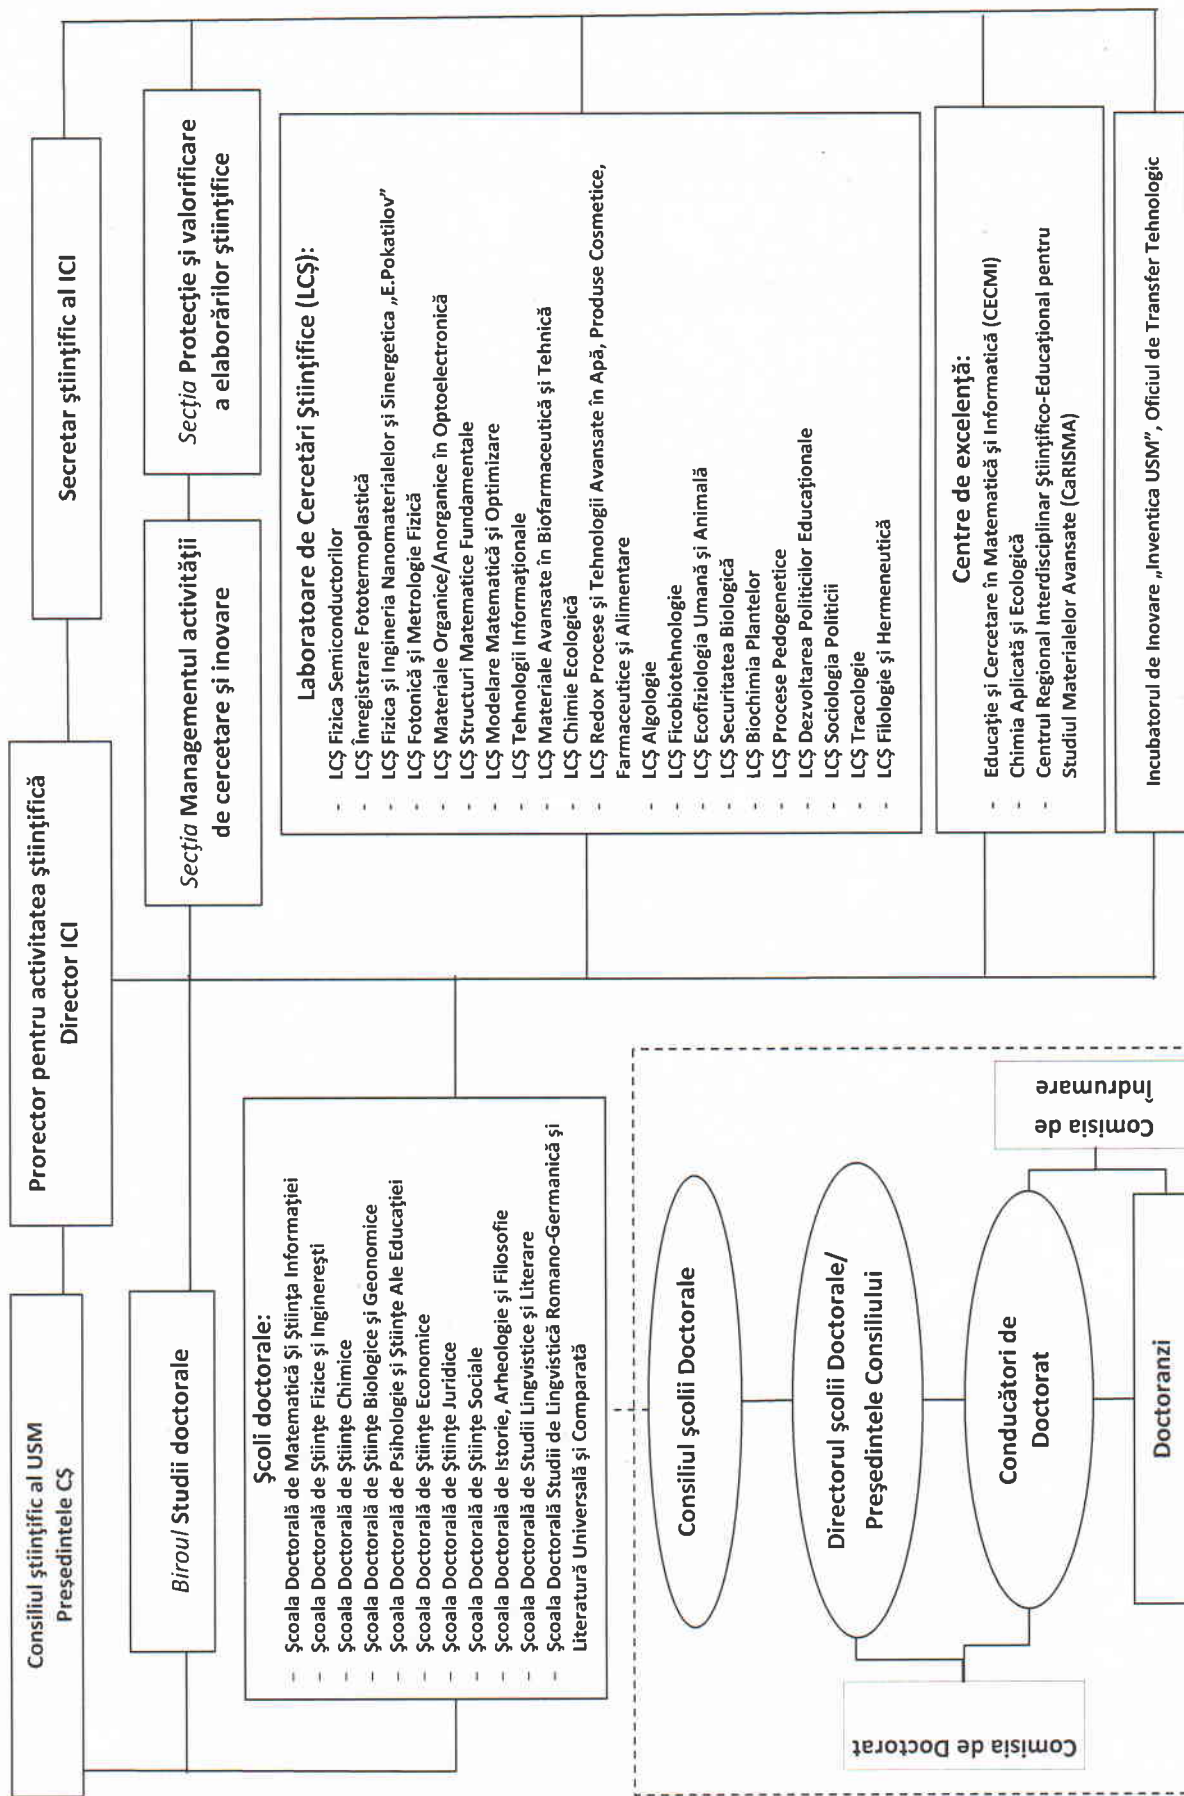 Consiliul ştiinţific al USM
Preşedintele CŞ
Prorector pentru activitatea ştiinţifică
Director ICI
Secretar ştiinţific al ICI
Biroul Studii doctorale
Secţia Managementul activităţii
de cercetare şi inovare
Secţia Protecţie şi valorificare
a elaborărilor ştiinţifice
Şcoli doctorale:
- Şcoala Doctorală de Matematică Şi Ştiinţa Informaţiei
- Şcoala Doctorală de Ştiinţe Fizice şi Inginereşti
- Şcoala Doctorală de Ştiinţe Chimice
- Şcoala Doctorală de Ştiinţe Biologice şi Geonomice
- Şcoala Doctorală de Psihologie şi Ştiinţe Ale Educaţiei
- Şcoala Doctorală de Ştiinţe Economice
- Şcoala Doctorală de Ştiinţe Juridice
- Şcoala Doctorală de Ştiinţe Sociale
- Şcoala Doctorală de Istorie, Arheologie şi Filosofie
- Şcoala Doctorală de Studii Lingvistice şi Literare
- Şcoala Doctorală Studii de Lingvistică Romano-Germanică şi
Literatură Universală şi Comparată
Laboratoare de Cercetări Ştiinţifice (LCŞ):
- LCŞ Fizica Semiconductorilor
- LCŞ Înregistrare Fototermoplastică
- LCŞ Fizica şi Ingineria Nanomaterialelor şi Sinergetica „E.Pokatilov”
- LCŞ Fotonică şi Metrologie Fizică
- LCŞ Materiale Organice/Anorganice în Optoelectronică
- LCŞ Structuri Matematice Fundamentale
- LCŞ Modelare Matematică şi Optimizare
- LCŞ Tehnologii Informaţionale
- LCŞ Materiale Avansate în Biofarmaceutică şi Tehnică
- LCŞ Chimie Ecologică
- LCŞ Redox Procese şi Tehnologii Avansate în Apă, Produse Cosmetice,
Farmaceutice şi Alimentare
- LCŞ Algologie
- LCŞ Ficobiotehnologie
- LCŞ Ecofiziologia Umană şi Animală
- LCŞ Securitatea Biologică
- LCŞ Biochimia Plantelor
- LCŞ Procese Pedogenetice
- LCŞ Dezvoltarea Politicilor Educaţionale
- LCŞ Sociologia Politicii
- LCŞ Tracologie
- LCŞ Filologie şi Hermeneutică
Centre de excelenţă:
- Educaţie şi Cercetare în Matematică şi Informatică (CECMI)
- Chimia Aplicată şi Ecologică
- Centrul Regional Interdisciplinar Ştiinţifico-Educaţional pentru
Studiul Materialelor Avansate (CaRISMA)
Incubatorul de Inovare „Inventica USM”, Oficiul de Transfer Tehnologic
Consiliul şcolii Doctorale
Directorul şcolii Doctorale/
Preşedintele Consiliului
Conducători de
Doctorat
Doctoranzi
Comisia de Doctorat
Comisia de
Îndrumare